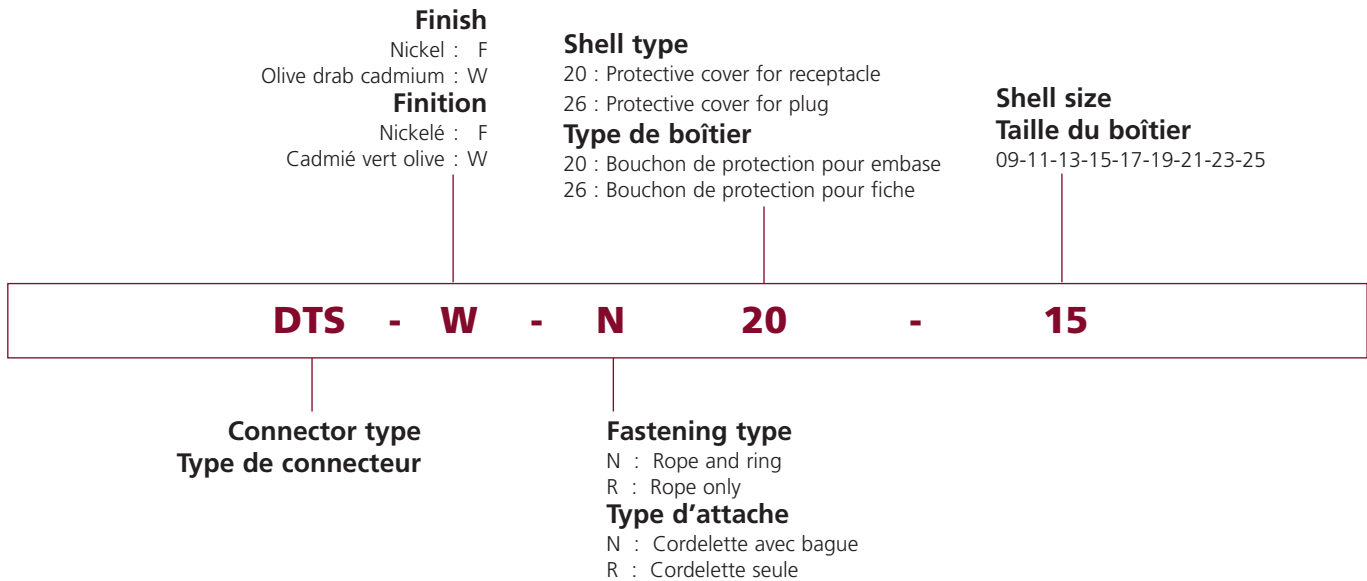 Finish
Nickel : F
Olive drab cadmium : W
Finition
Nickelé : F
Cadmié vert olive : W
Shell type
20 : Protective cover for receptacle
26 : Protective cover for plug
Type de boîtier
20 : Bouchon de protection pour embase
26 : Bouchon de protection pour fiche
Shell size
Taille du boîtier
09-11-13-15-17-19-21-23-25
DTS - W - N 20 - 15
Connector type
Type de connecteur
Fastening type
N : Rope and ring
R : Rope only
Type d’attache
N : Cordelette avec bague
R : Cordelette seule